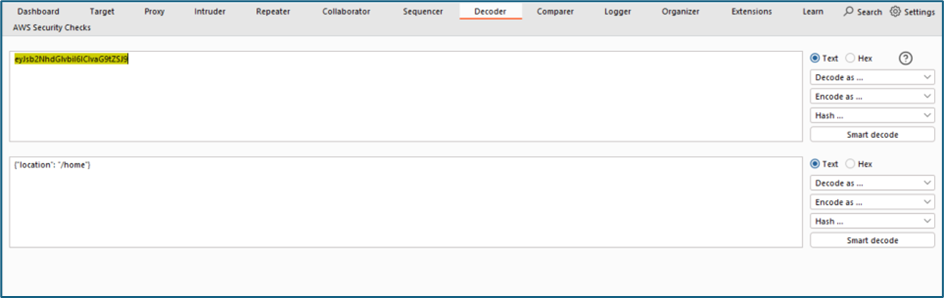 Dashboard Target Proxy Intruder Repeater Collaborator Sequencer Decoder Comparer Logger Organizer Extensions Learn Search Settings
AWS Security Checks
eyJsb2NhdGlvbiI6ICIvaG9tZSJ9
Text Hex ?
Decode as ...
Encode as ...
Hash ...
Smart decode
{"location": "/home"}
Text Hex
Decode as ...
Encode as ...
Hash ...
Smart decode